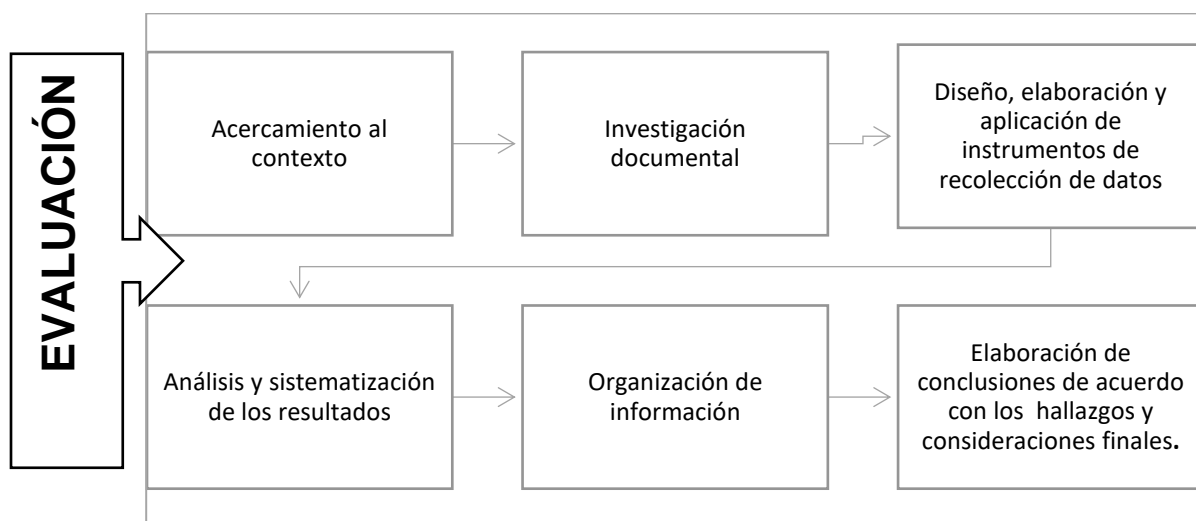 EVALUACIÓN
Acercamiento al
contexto
Investigación
documental
Diseño, elaboración y
aplicación de
instrumentos de
recolección de datos
Análisis y sistematización
de los resultados
Organización de
información
Elaboración de
conclusiones de acuerdo
con los hallazgos y
consideraciones finales.